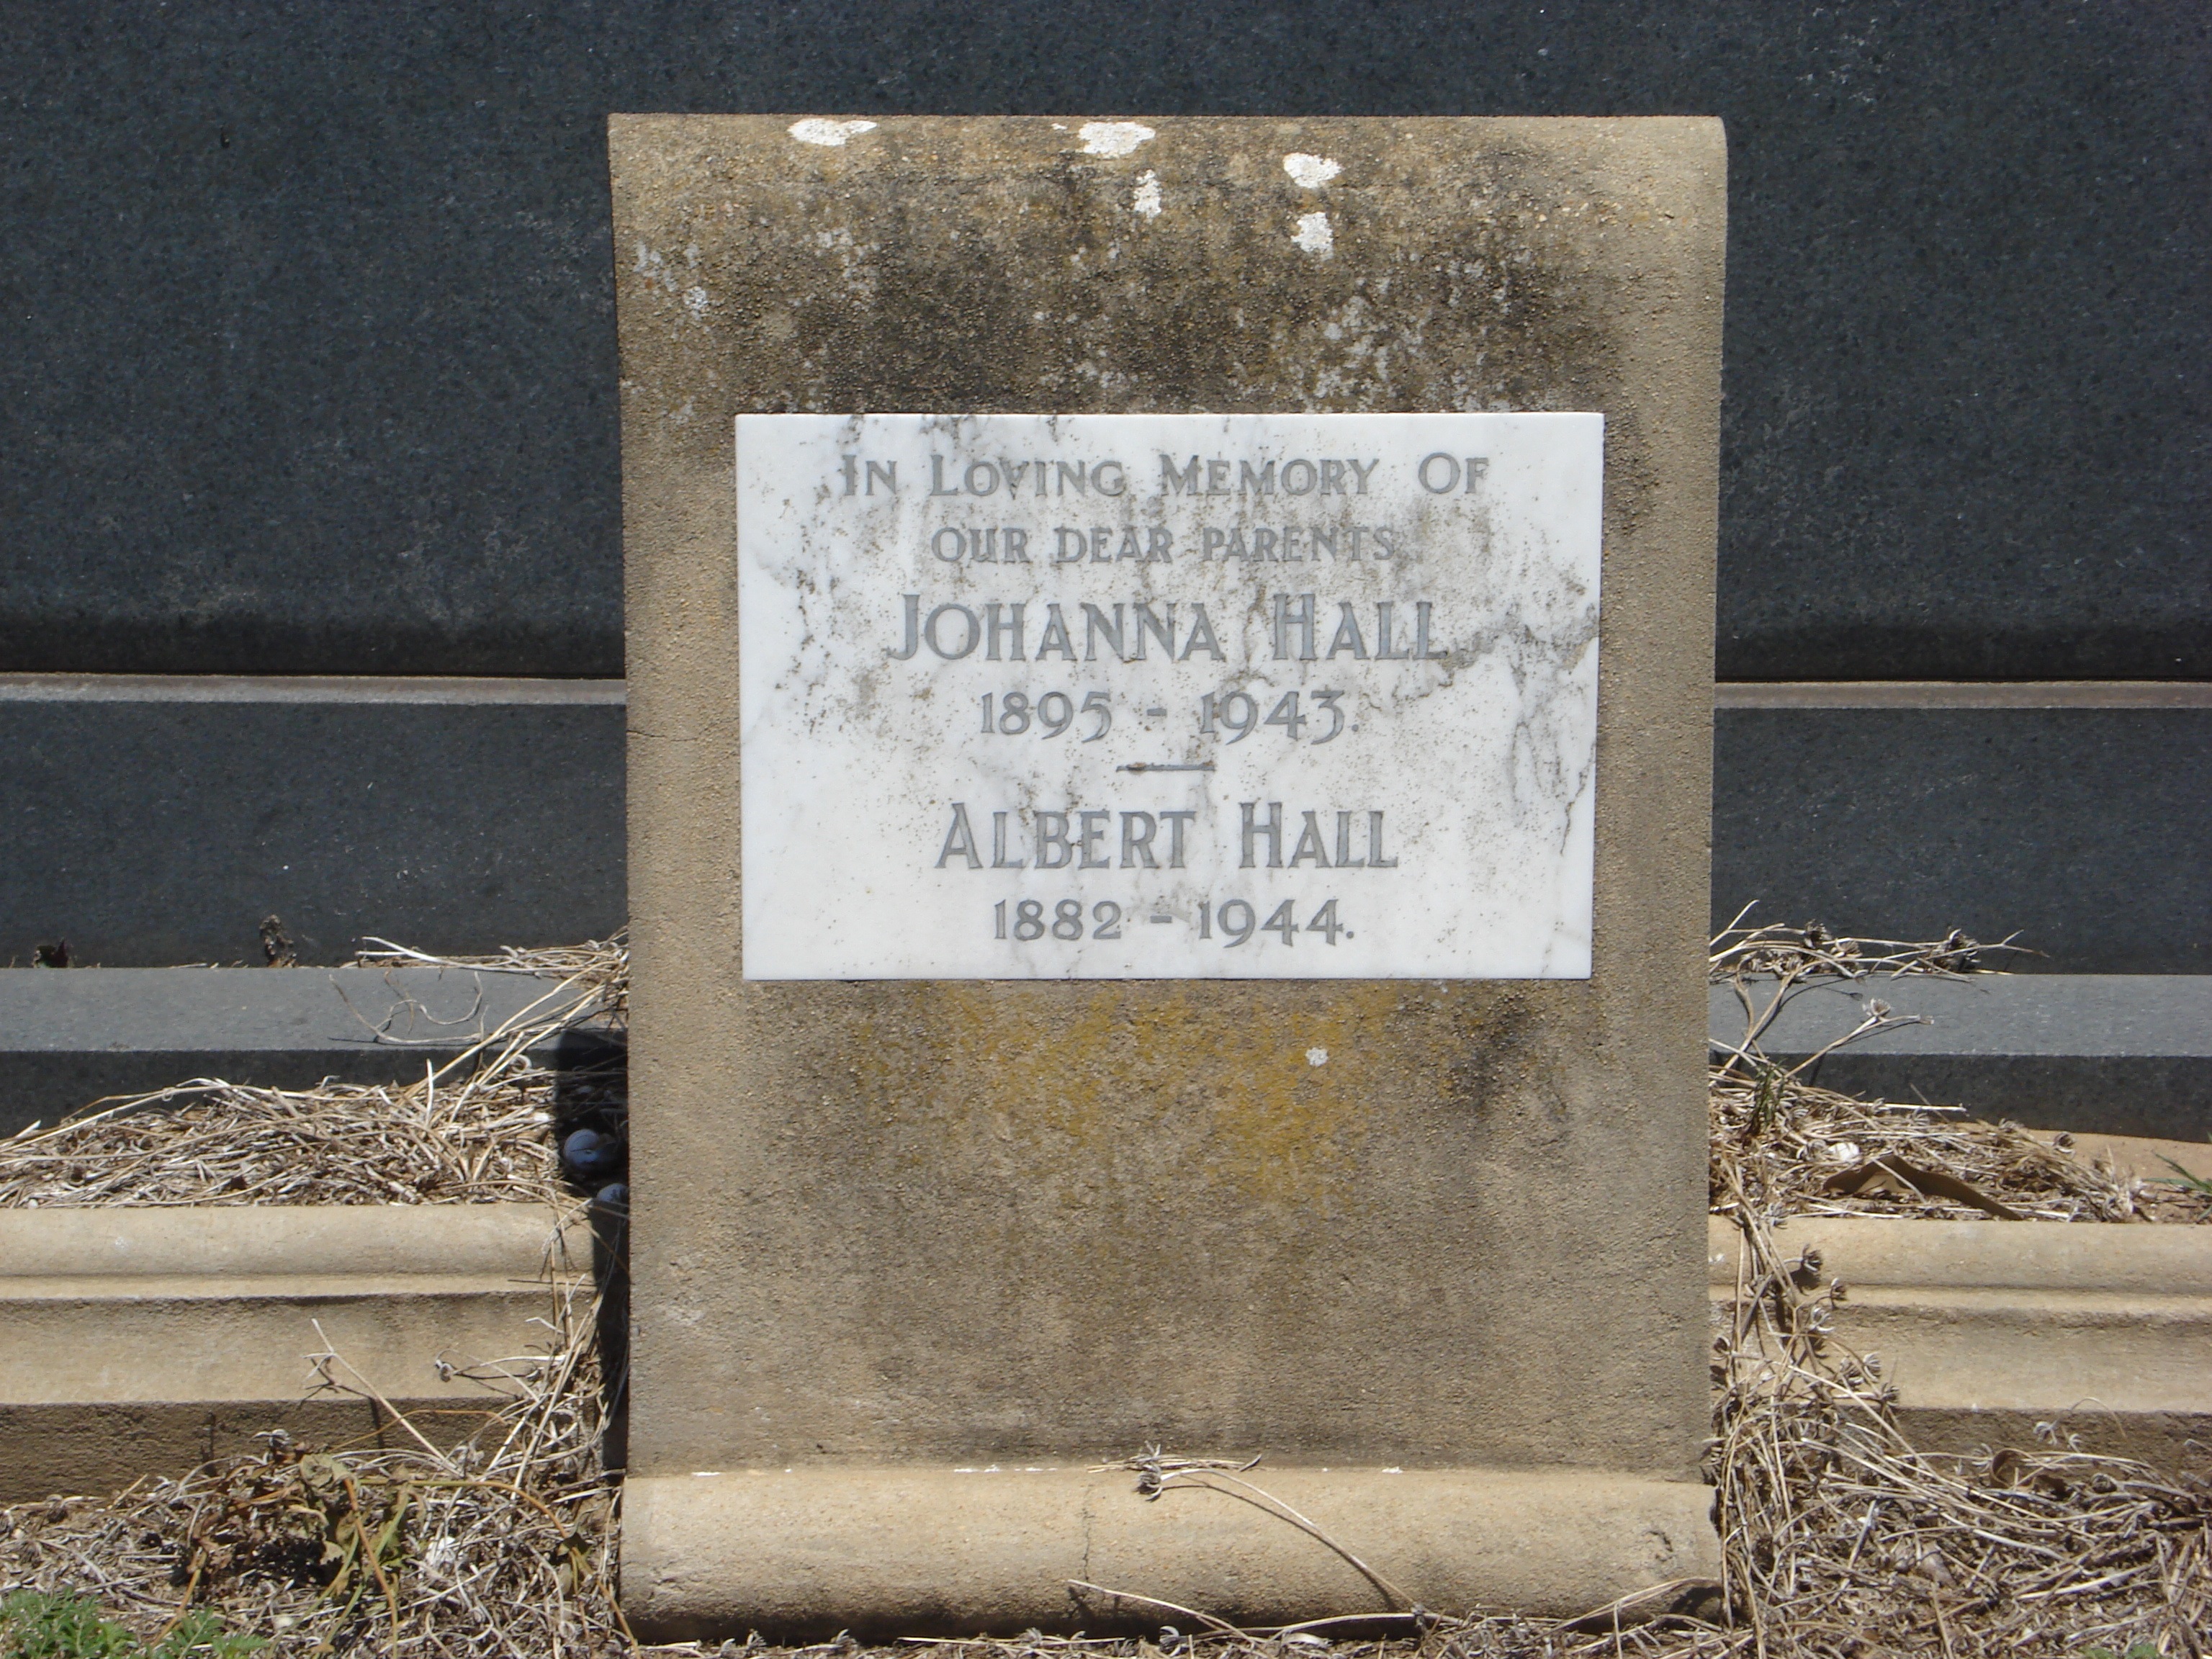 In Loving Memory Of
our dear parents
Johanna Hall
1895 - 1943.
Albert Hall
1882 - 1944.